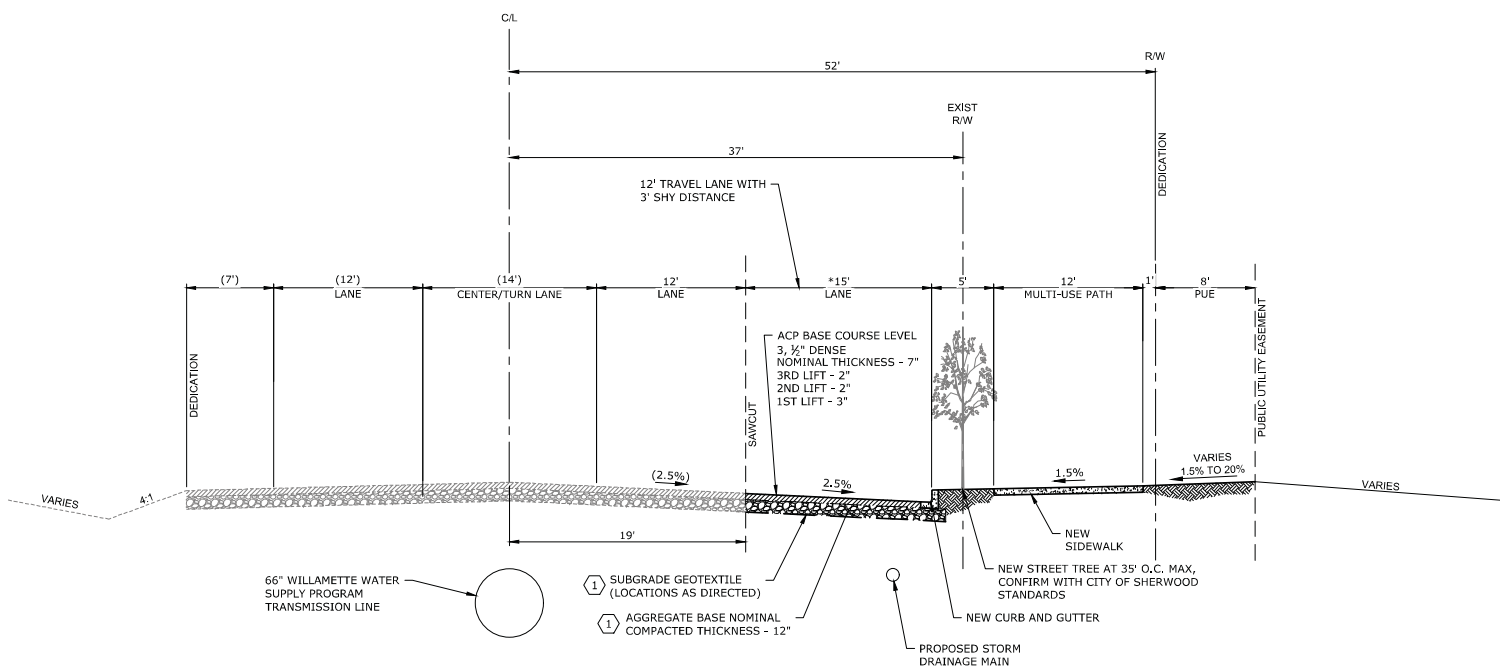 C/L
R/W
52'
EXIST
R/W
37'
DEDICATION
12' TRAVEL LANE WITH
3' SHY DISTANCE
(7')
(12')
LANE
(14')
CENTER/TURN LANE
12'
LANE
*15'
LANE
5'
12'
MULTI-USE PATH
1'
8'
PUE
DEDICATION
SAWCUT
ACP BASE COURSE LEVEL
3, ½" DENSE
NOMINAL THICKNESS - 7"
3RD LIFT - 2"
2ND LIFT - 2"
1ST LIFT - 3"
PUBLIC UTILITY EASEMENT
VARIES
4:1
(2.5%)
2.5%
1.5%
VARIES
1.5% TO 20%
VARIES
19'
NEW
SIDEWALK
66" WILLAMETTE WATER
SUPPLY PROGRAM
TRANSMISSION LINE
1 SUBGRADE GEOTEXTILE
(LOCATIONS AS DIRECTED)
1 AGGREGATE BASE NOMINAL
COMPACTED THICKNESS - 12"
NEW STREET TREE AT 35' O.C. MAX,
CONFIRM WITH CITY OF SHERWOOD
STANDARDS
NEW CURB AND GUTTER
PROPOSED STORM
DRAINAGE MAIN